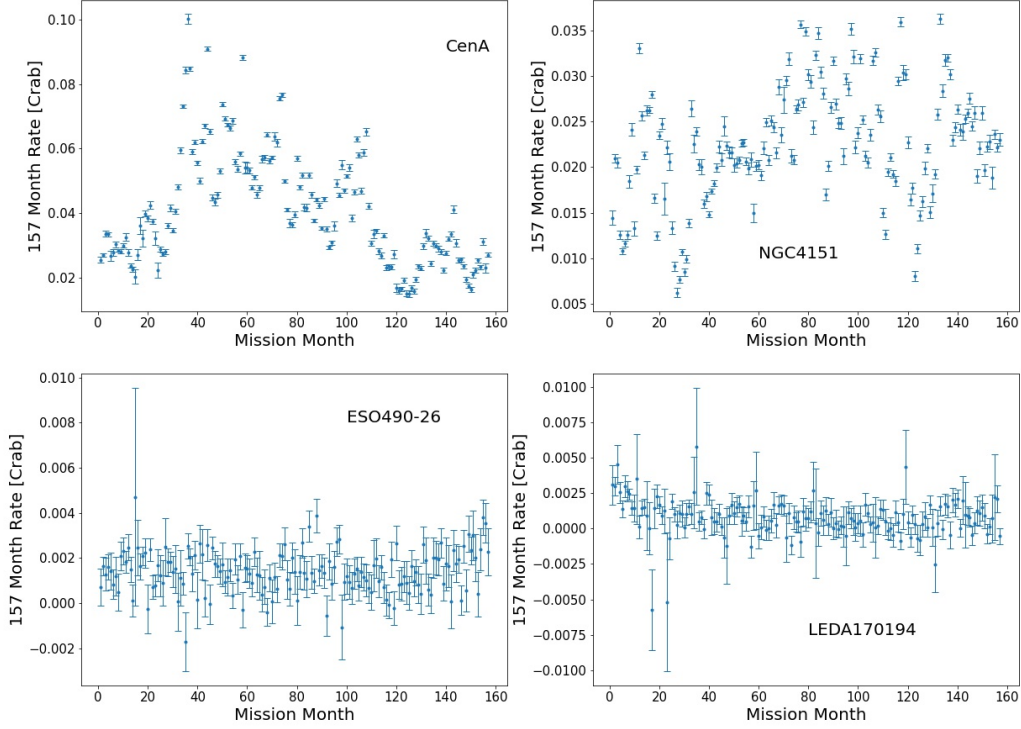 0.10
0.08
0.06
0.04
0.02
157 Month Rate [Crab]
CenA
0 20 40 60 80 100 120 140 160
Mission Month
0.035
0.030
0.025
0.020
0.015
0.010
0.005
157 Month Rate [Crab]
NGC4151
0 20 40 60 80 100 120 140 160
Mission Month
0.010
0.008
0.006
0.004
0.002
0.000
−0.002
157 Month Rate [Crab]
ESO490-26
0 20 40 60 80 100 120 140 160
Mission Month
0.0100
0.0075
0.0050
0.0025
0.0000
−0.0025
−0.0050
−0.0075
−0.0100
157 Month Rate [Crab]
LEDA170194
0 20 40 60 80 100 120 140 160
Mission Month